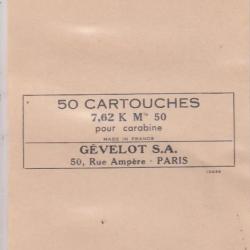 50 CARTOUCHES
7,62 K Mle 50
pour carabine
MADE IN FRANCE
GÉVELOT S.A.
50, Rue Ampère · PARIS